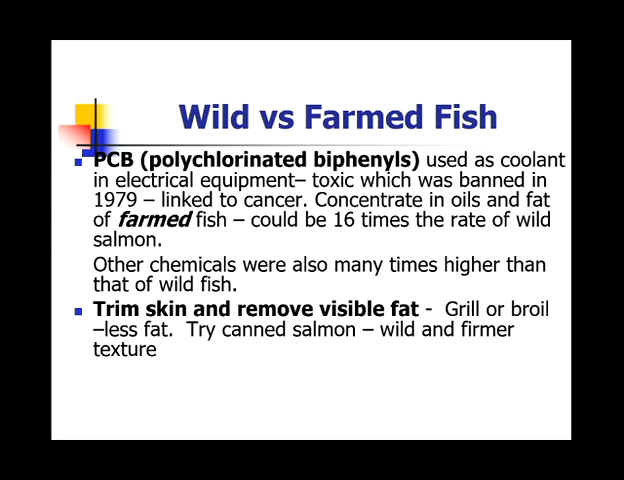 Wild vs Farmed Fish
PCB (polychlorinated biphenyls) used as coolant
in electrical equipment– toxic which was banned in
1979 – linked to cancer. Concentrate in oils and fat
of farmed fish – could be 16 times the rate of wild
salmon.
Other chemicals were also many times higher than
that of wild fish.
Trim skin and remove visible fat - Grill or broil
–less fat. Try canned salmon – wild and firmer
texture